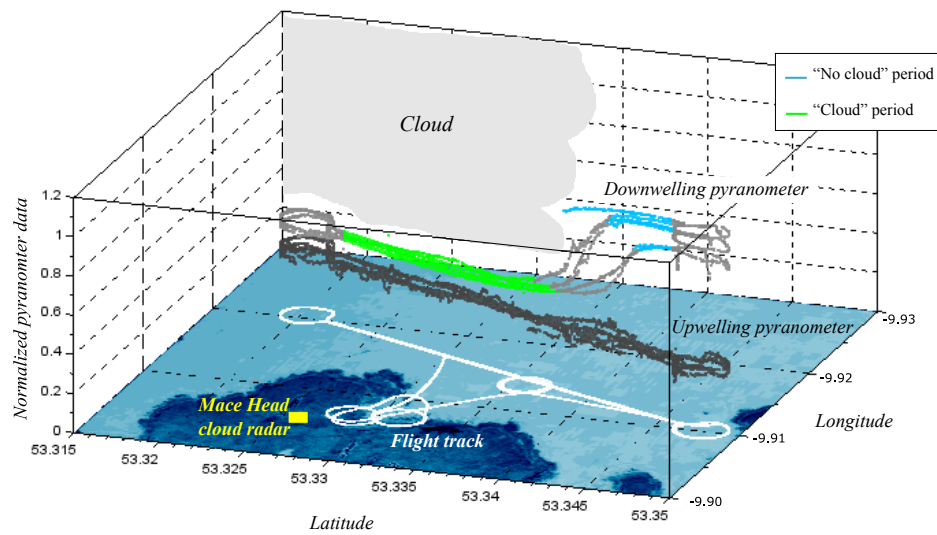 “No cloud” period
“Cloud” period
Cloud
Downwelling pyranometer
Upwelling pyranometer
Normalized pyranomter data
1.2
1
0.8
0.6
0.4
0.2
0
Mace Head
cloud radar
Flight track
53.315
53.32
53.325
53.33
53.335
53.34
53.345
53.35
Latitude
-9.93
-9.92
-9.91
-9.90
Longitude